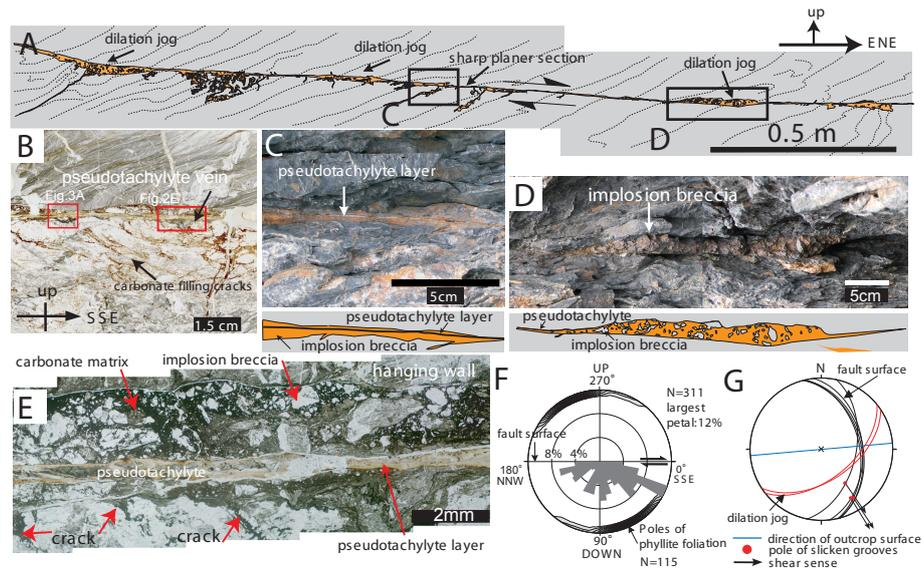 A
dilation jog
dilation jog
sharp planer section
dilation jog
up
ENE
C
D
0.5 m
B
pseudotachylyte vein
Fig.3A
Fig.2E
carbonate filling cracks
up
SSE
1.5 cm
C
pseudotachylyte layer
5cm
pseudotachylyte layer
implosion breccia
D
implosion breccia
5cm
pseudotachylyte
implosion breccia
carbonate matrix
implosion breccia
hanging wall
E
pseudotachylyte
crack
crack
2mm
pseudotachylyte layer
F
UP
270°
N=311
largest
petal:12%
fault surface
8%
4%
180°
NNW
0°
SSE
90°
DOWN
Poles of
phyllite foliation
N=115
G
N
fault surface
dilation jog
direction of outcrop surface
pole of slicken grooves
shear sense